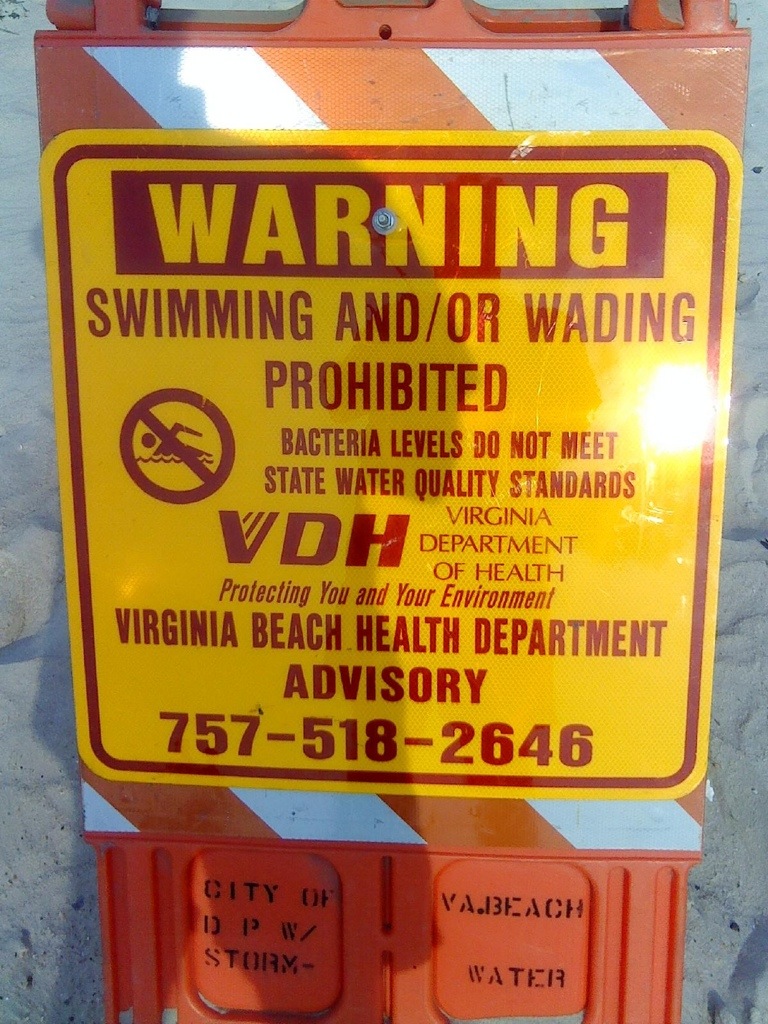 WARNING
SWIMMING AND/OR WADING
PROHIBITED
BACTERIA LEVELS DO NOT MEET
STATE WATER QUALITY STANDARDS
VDH
VIRGINIA
DEPARTMENT
OF HEALTH
Protecting You and Your Environment
VIRGINIA BEACH HEALTH DEPARTMENT
ADVISORY
757-518-2646
CITY OF VA.BEACH
D P W/
STORM- WATER